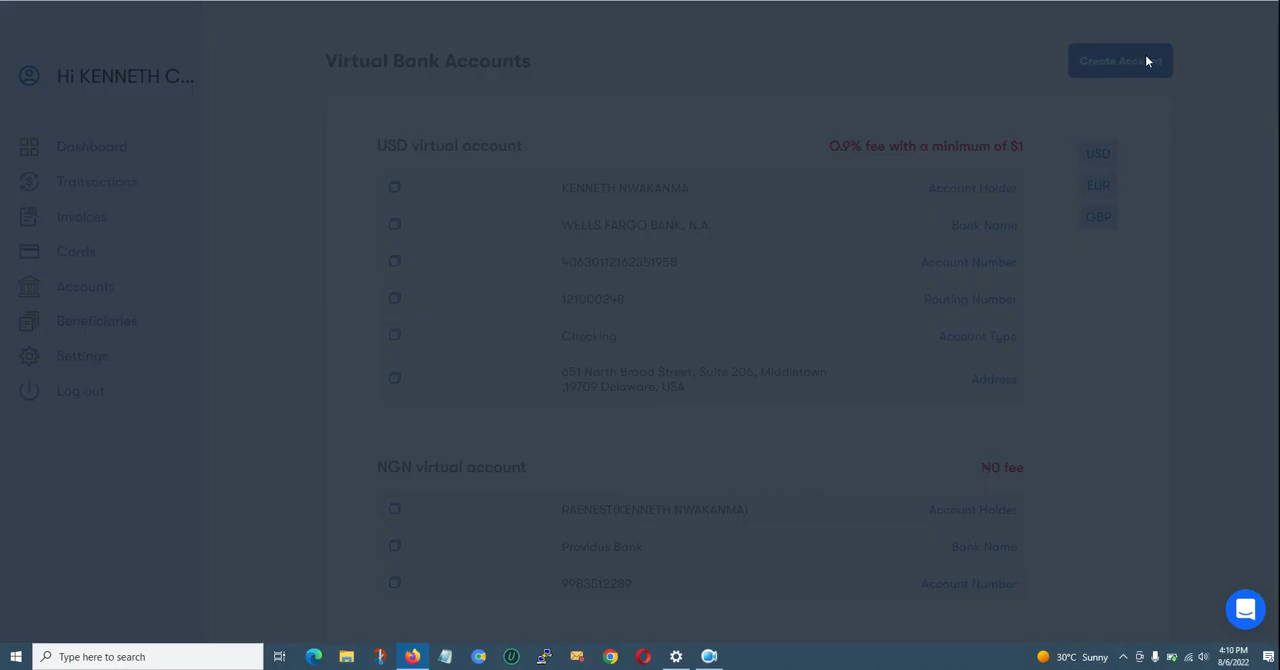 Hi KENNETH C...
Dashboard
Transactions
Invoices
Cards
Accounts
Beneficiaries
Settings
Log out
Virtual Bank Accounts
Create Account
USD virtual account
0.9% fee with a minimum of $1
USD
EUR
GBP
KENNETH NWAKANMA
Account Holder
WELLS FARGO BANK, N.A.
Bank Name
40630112162351958
Account Number
121000248
Routing Number
Checking
Account Type
651 North Broad Street, Suite 206, Middletown
,19709 Delaware, USA
Address
NGN virtual account
₦0 fee
RAENEST(KENNETH NWAKANMA)
Account Holder
Providus Bank
Bank Name
9983512289
Account Number
Type here to search
30°C Sunny
4:10 PM
8/6/2022